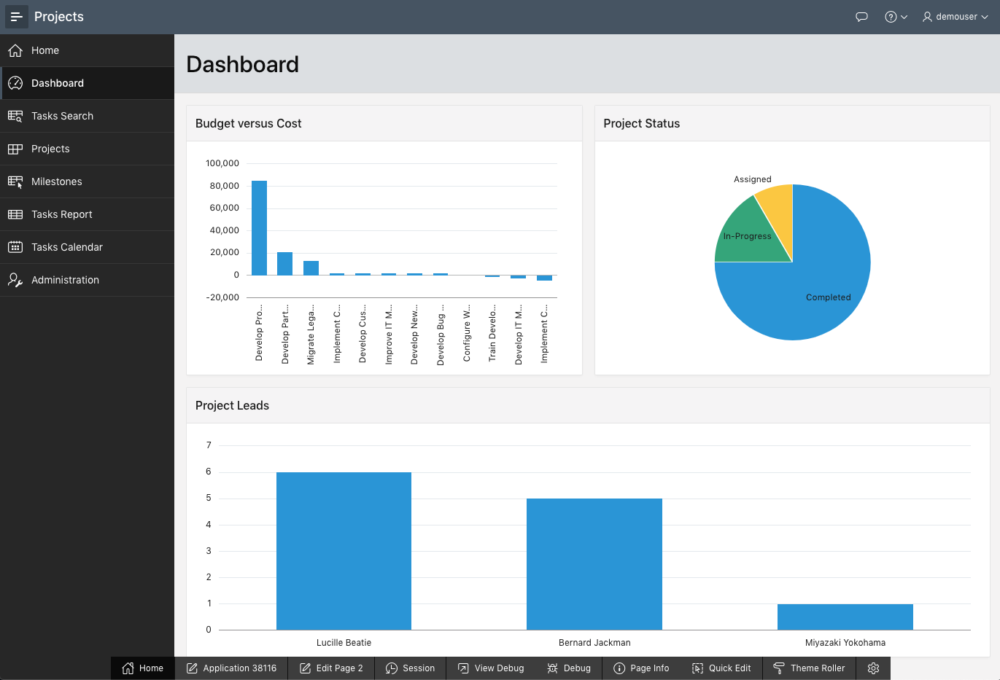 Projects
demouser
Home
Dashboard
Tasks Search
Projects
Milestones
Tasks Report
Tasks Calendar
Administration
Dashboard
Budget versus Cost
100,000
80,000
60,000
40,000
20,000
0
-20,000
Develop Pro...
Develop Part...
Migrate Lega...
Implement C...
Develop Cus...
Improve IT M...
Develop New...
Develop Bug ...
Configure W...
Train Develo...
Develop IT M...
Implement C...
Project Status
Assigned
In-Progress
Completed
Project Leads
7
6
5
4
3
2
1
0
Lucille Beatie
Bernard Jackman
Miyazaki Yokohama
Home
Application 38116
Edit Page 2
Session
View Debug
Debug
Page Info
Quick Edit
Theme Roller